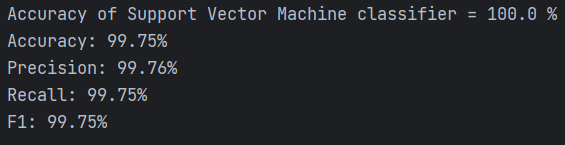 Accuracy of Support Vector Machine classifier = 100.0 %
Accuracy: 99.75%
Precision: 99.76%
Recall: 99.75%
F1: 99.75%